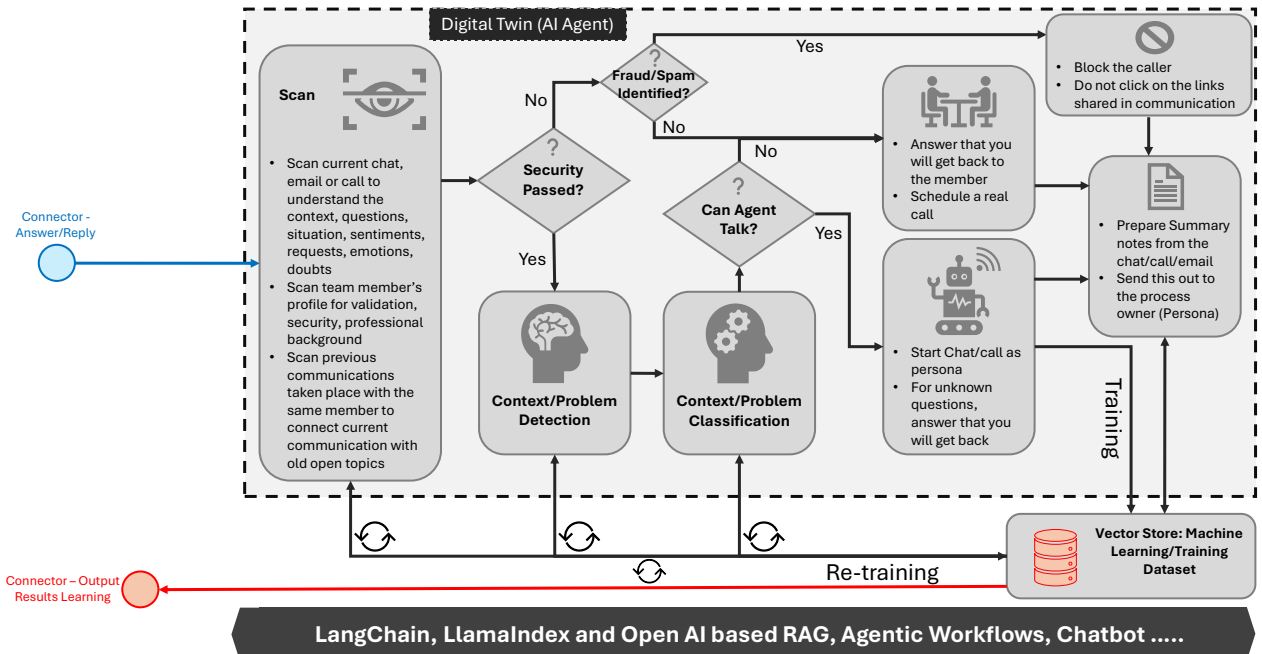 Digital Twin (AI Agent)
Scan
• Scan current chat,
email or call to
understand the
context, questions,
situation, sentiments,
requests, emotions,
doubts
• Scan team member's
profile for validation,
security, professional
background
• Scan previous
communications
taken place with the
same member to
connect current
communication with
old open topics
Connector -
Answer/Reply
?
Security
Passed?
No
Yes
?
Fraud/Spam
Identified?
Yes
No
• Block the caller
• Do not click on the links
shared in communication
Context/Problem
Detection
Context/Problem
Classification
?
Can Agent
Talk?
No
Yes
• Answer that you
will get back to
the member
• Schedule a real
call
• Start Chat/call as
persona
• For unknown
questions,
answer that you
will get back
• Prepare Summary
notes from the
chat/call/email
• Send this out to
the process
owner (Persona)
Training
Vector Store: Machine
Learning/Training
Dataset
Re-training
Connector – Output
Results Learning
LangChain, LlamaIndex and Open AI based RAG, Agentic Workflows, Chatbot .....